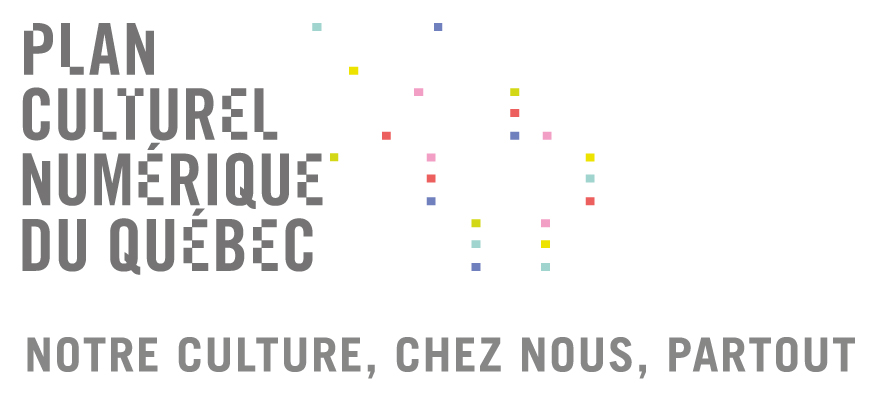 PLAN
CULTUREL
NUMÉRIQUE
DU QUÉBEC
NOTRE CULTURE, CHEZ NOUS, PARTOUT